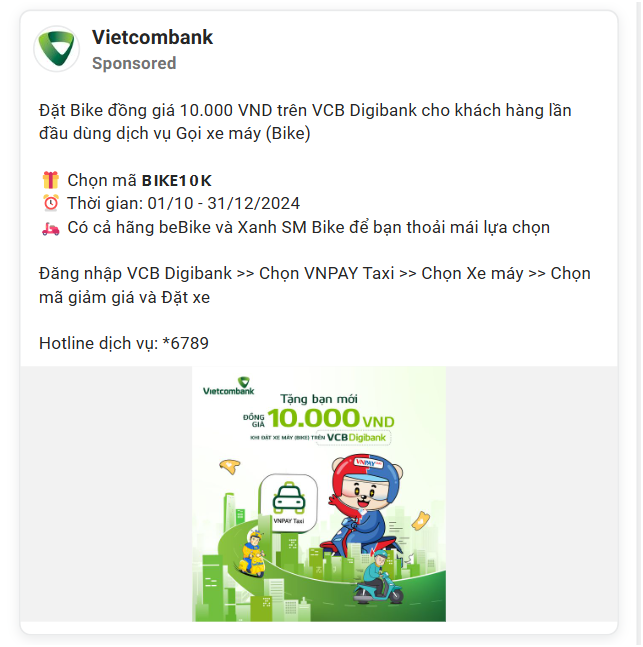 Vietcombank
Sponsored
Đặt Bike đồng giá 10.000 VND trên VCB Digibank cho khách hàng lần
đầu dùng dịch vụ Gọi xe máy (Bike)
🎁 Chọn mã BIKE10K
⏰ Thời gian: 01/10 - 31/12/2024
🛵 Có cả hãng beBike và Xanh SM Bike để bạn thoải mái lựa chọn
Đăng nhập VCB Digibank >> Chọn VNPAY Taxi >> Chọn Xe máy >> Chọn
mã giảm giá và Đặt xe
Hotline dịch vụ: *6789
Vietcombank
Tặng bạn mới
ĐỒNG GIÁ 10.000 VND
KHI ĐẶT XE MÁY (BIKE) TRÊN VCB Digibank
VNPAY
VNPAY Taxi